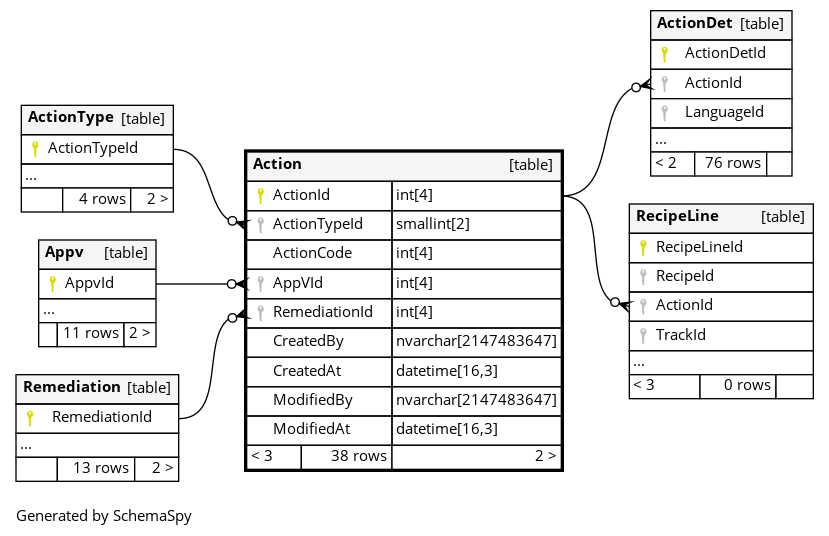 ActionType [table]
ActionTypeId
...
4 rows 2 >
Appv [table]
AppvId
...
11 rows 2 >
Remediation [table]
RemediationId
...
13 rows 2 >
Action [table]
ActionId int[4]
ActionTypeId smallint[2]
ActionCode int[4]
AppVId int[4]
RemediationId int[4]
CreatedBy nvarchar[2147483647]
CreatedAt datetime[16,3]
ModifiedBy nvarchar[2147483647]
ModifiedAt datetime[16,3]
< 3 38 rows 2 >
ActionDet [table]
ActionDetId
ActionId
LanguageId
...
< 2 76 rows
RecipeLine [table]
RecipeLineId
RecipeId
ActionId
TrackId
...
< 3 0 rows
Generated by SchemaSpy